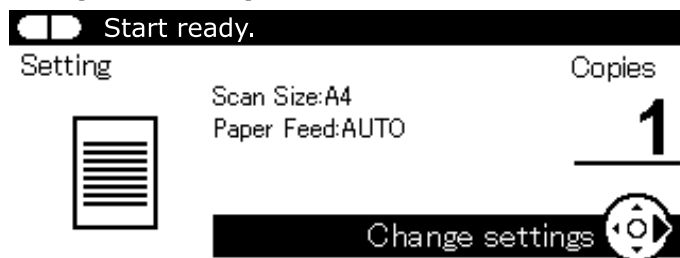 Start ready.
Setting
Copies
Scan Size:A4
Paper Feed:AUTO
1
Change settings